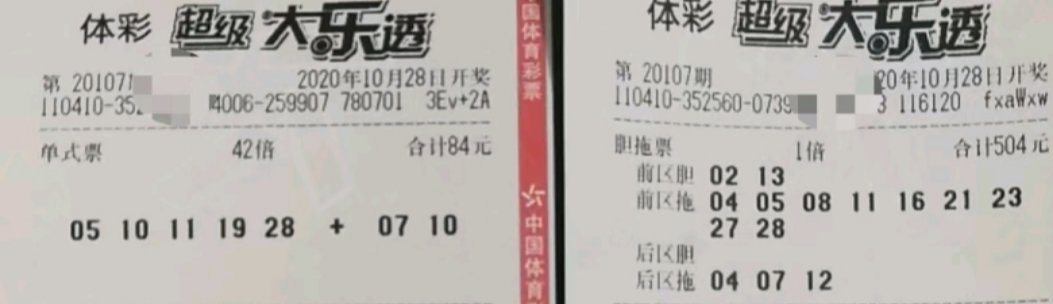 体彩 超级大乐透
第 20107
2020年10月28日开奖
110410-352
4006-259907 780701 3Ev+2A
单式票 42倍 合计84元
05 10 11 19 28 + 07 10
国体育彩票
中国体育
体彩 超级大乐透
第 20107期
20年10月28日开奖
110410-352560-0739
116120 fxaWxw
胆拖票 1倍 合计504元
前区胆 02 13
前区拖 04 05 08 11 16 21 23
27 28
后区胆
后区拖 04 07 12